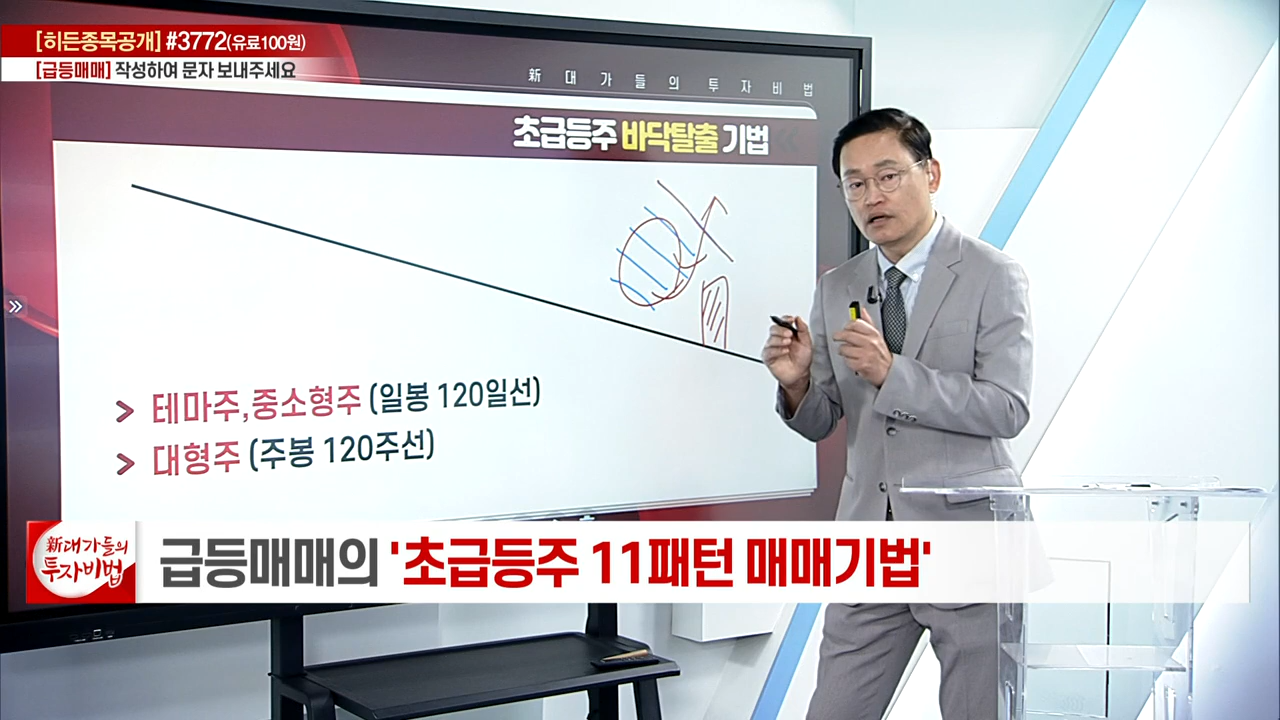 [히든종목공개] #3772(유료100원)
[급등매매] 작성하여 문자 보내주세요
新 대가들의 투자비법
초급등주 바닥탈출 기법
테마주,중소형주 (일봉 120일선)
대형주 (주봉 120주선)
新대가들의
투자비법
급등매매의 '초급등주 11패턴 매매기법'